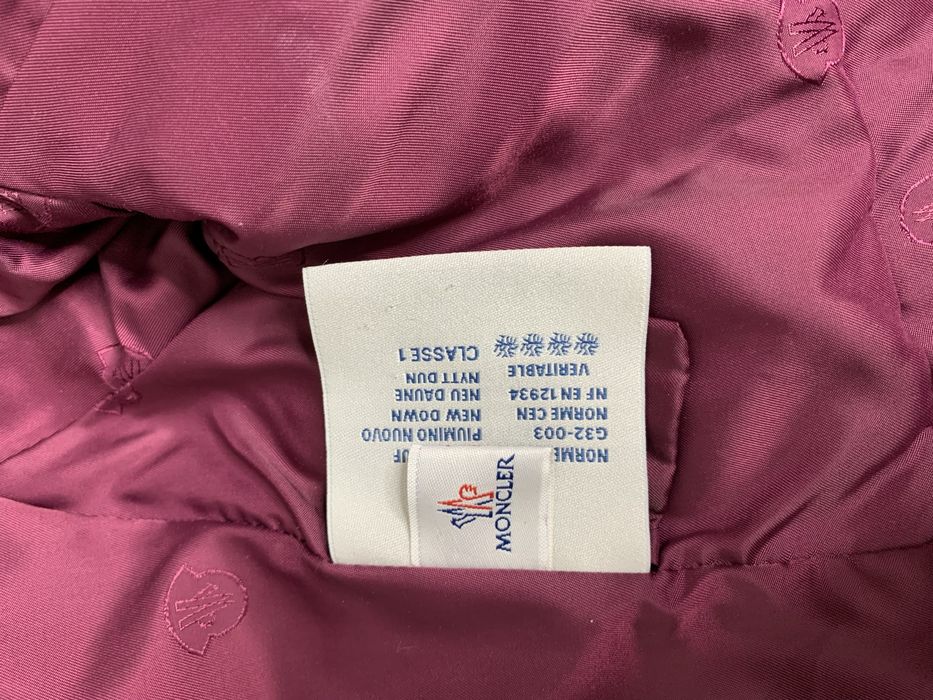 NORME
G32-003
NORME CEN
NF EN 12934
VERITABLE
PIUMINO NUOVO
NEW DOWN
NEU DAUNE
NYTT DUN
CLASSE 1
MONCLER